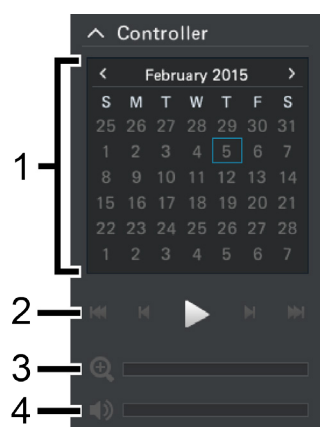 Controller
February 2015
S M T W T F S
25 26 27 28 29 30 31
1 2 3 4 5 6 7
8 9 10 11 12 13 14
15 16 17 18 19 20 21
22 23 24 25 26 27 28
1 2 3 4 5 6 7
1
2
3
4